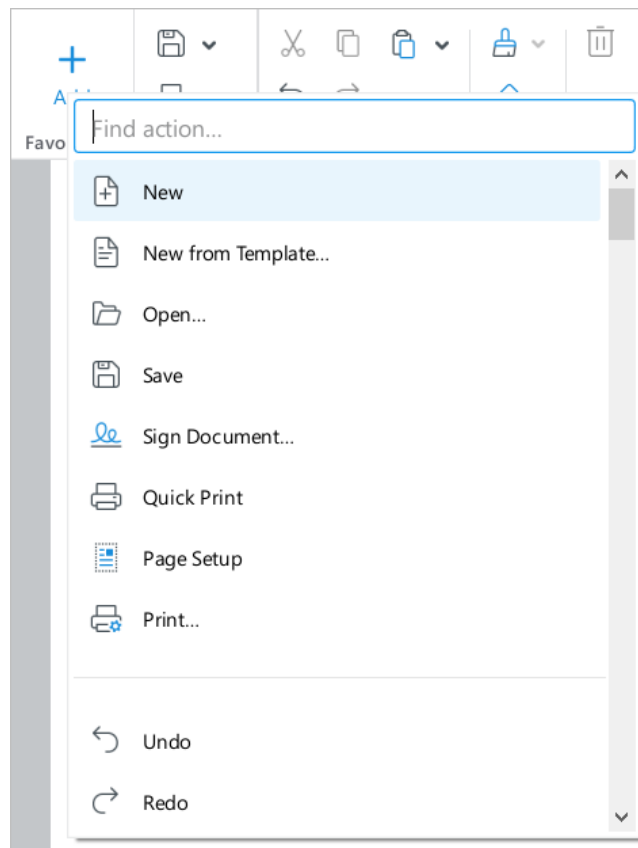 Favo
Find action...
New
New from Template...
Open...
Save
Sign Document...
Quick Print
Page Setup
Print...
Undo
Redo